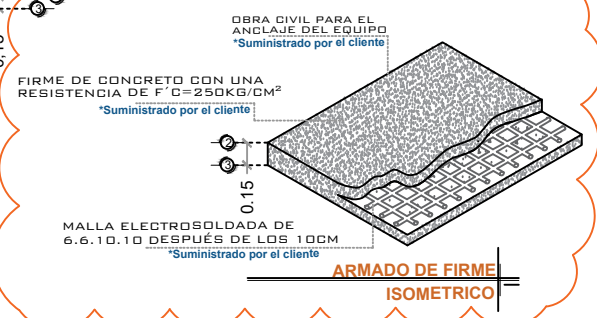 OBRA CIVIL PARA EL
ANCLAJE DEL EQUIPO
*Suministrado por el cliente
FIRME DE CONCRETO CON UNA
RESISTENCIA DE F´C=250KG/CM²
*Suministrado por el cliente
3
2
3
0.15
MALLA ELECTROSOLDADA DE
6.6.10.10 DESPUÉS DE LOS 10CM
*Suministrado por el cliente
ARMADO DE FIRME
ISOMETRICO